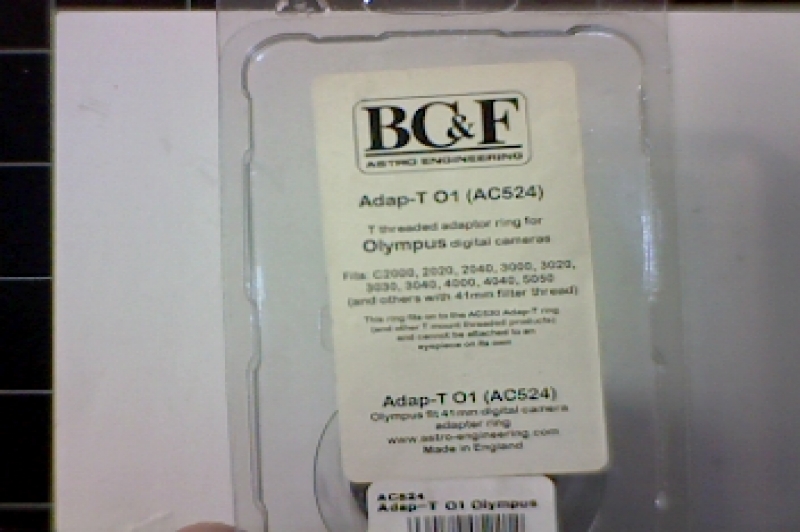 BC&F
ASTRO ENGINEERING
Adap-T O1 (AC524)
T threaded adaptor ring for
Olympus digital cameras
Fits: C2000, 2020, 2040, 3000, 3020,
3030, 3040, 4000, 4040, 5050
(and others with 41mm filter thread)
This ring fits on to the AC530 Adap-T ring
(and other T mount threaded products)
and cannot be attached to an
eyepiece on its own
Adap-T O1 (AC524)
Olympus fit 41mm digital camera
adapter ring
www.astro-engineering.com
Made in England
AC524
Adap-T O1 Olympus